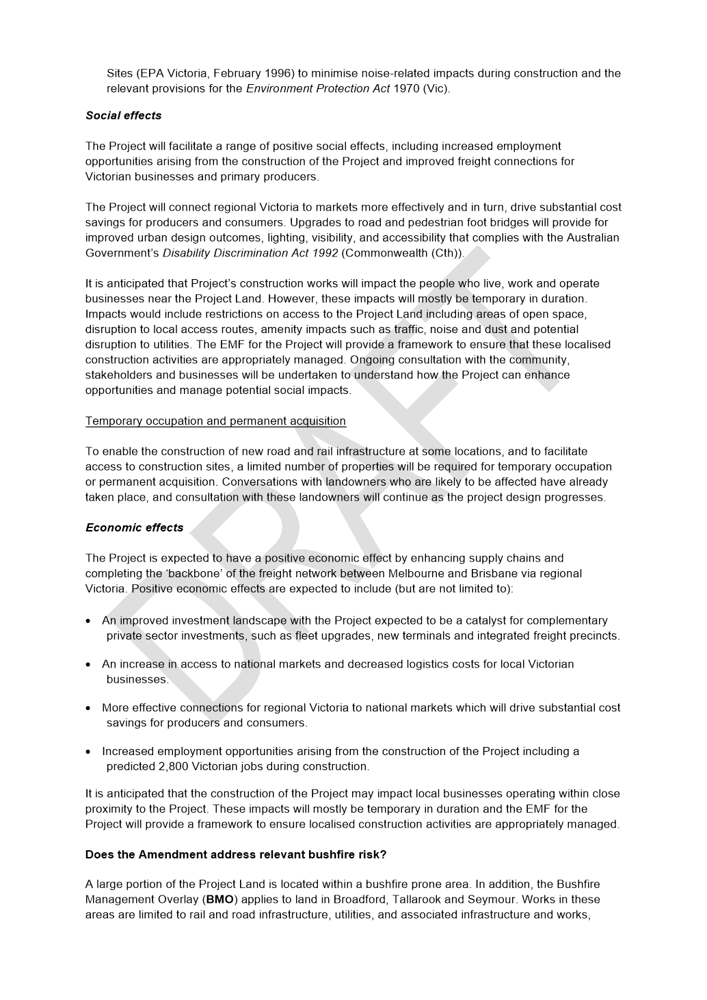 Sites (EPA Victoria, February 1996) to minimise noise-related impacts during construction and the
relevant provisions for the Environment Protection Act 1970 (Vic).
Social effects
The Project will facilitate a range of positive social effects, including increased employment
opportunities arising from the construction of the Project and improved freight connections for
Victorian businesses and primary producers.
The Project will connect regional Victoria to markets more effectively and in turn, drive substantial cost
savings for producers and consumers. Upgrades to road and pedestrian foot bridges will provide for
improved urban design outcomes, lighting, visibility, and accessibility that complies with the Australian
Government’s Disability Discrimination Act 1992 (Commonwealth (Cth)).
It is anticipated that Project’s construction works will impact the people who live, work and operate
businesses near the Project Land. However, these impacts will mostly be temporary in duration.
Impacts would include restrictions on access to the Project Land including areas of open space,
disruption to local access routes, amenity impacts such as traffic, noise and dust and potential
disruption to utilities. The EMF for the Project will provide a framework to ensure that these localised
construction activities are appropriately managed. Ongoing consultation with the community,
stakeholders and businesses will be undertaken to understand how the Project can enhance
opportunities and manage potential social impacts.
Temporary occupation and permanent acquisition
To enable the construction of new road and rail infrastructure at some locations, and to facilitate
access to construction sites, a limited number of properties will be required for temporary occupation
or permanent acquisition. Conversations with landowners who are likely to be affected have already
taken place, and consultation with these landowners will continue as the project design progresses.
Economic effects
The Project is expected to have a positive economic effect by enhancing supply chains and
completing the ‘backbone’ of the freight network between Melbourne and Brisbane via regional
Victoria. Positive economic effects are expected to include (but are not limited to):
• An improved investment landscape with the Project expected to be a catalyst for complementary
private sector investments, such as fleet upgrades, new terminals and integrated freight precincts.
• An increase in access to national markets and decreased logistics costs for local Victorian
businesses.
• More effective connections for regional Victoria to national markets which will drive substantial cost
savings for producers and consumers.
• Increased employment opportunities arising from the construction of the Project including a
predicted 2,800 Victorian jobs during construction.
It is anticipated that the construction of the Project may impact local businesses operating within close
proximity to the Project. These impacts will mostly be temporary in duration and the EMF for the
Project will provide a framework to ensure localised construction activities are appropriately managed.
Does the Amendment address relevant bushfire risk?
A large portion of the Project Land is located within a bushfire prone area. In addition, the Bushfire
Management Overlay (BMO) applies to land in Broadford, Tallarook and Seymour. Works in these
areas are limited to rail and road infrastructure, utilities, and associated infrastructure and works,
DRAFT